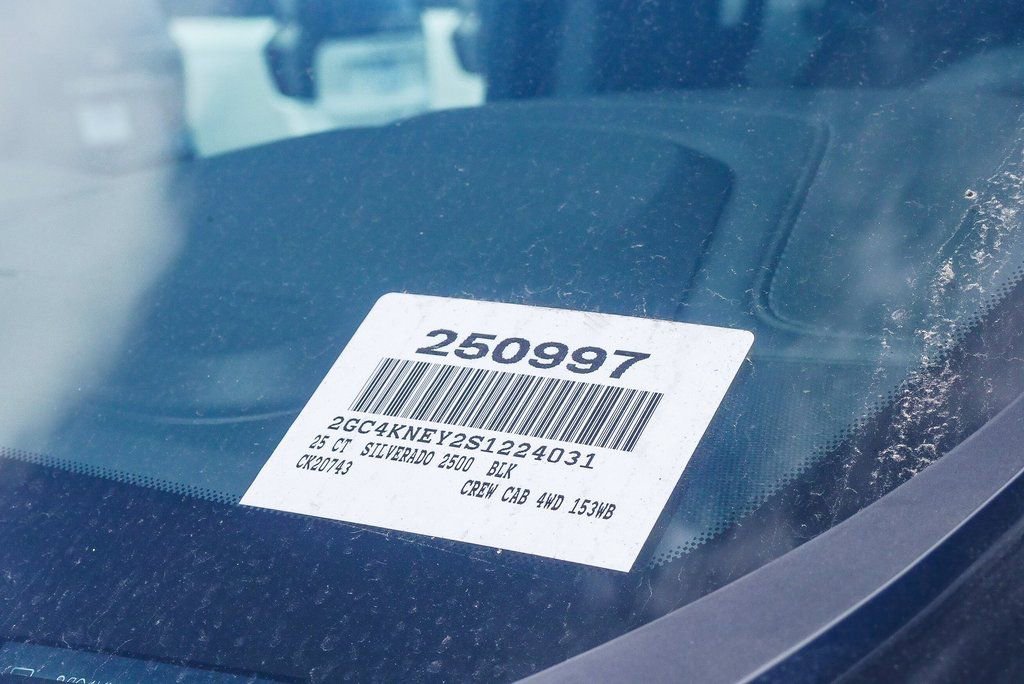 250997
2GC4KNEY2S1224031
25 CT SILVERADO 2500 BLK
CK20743
CREW CAB 4WD 153WB